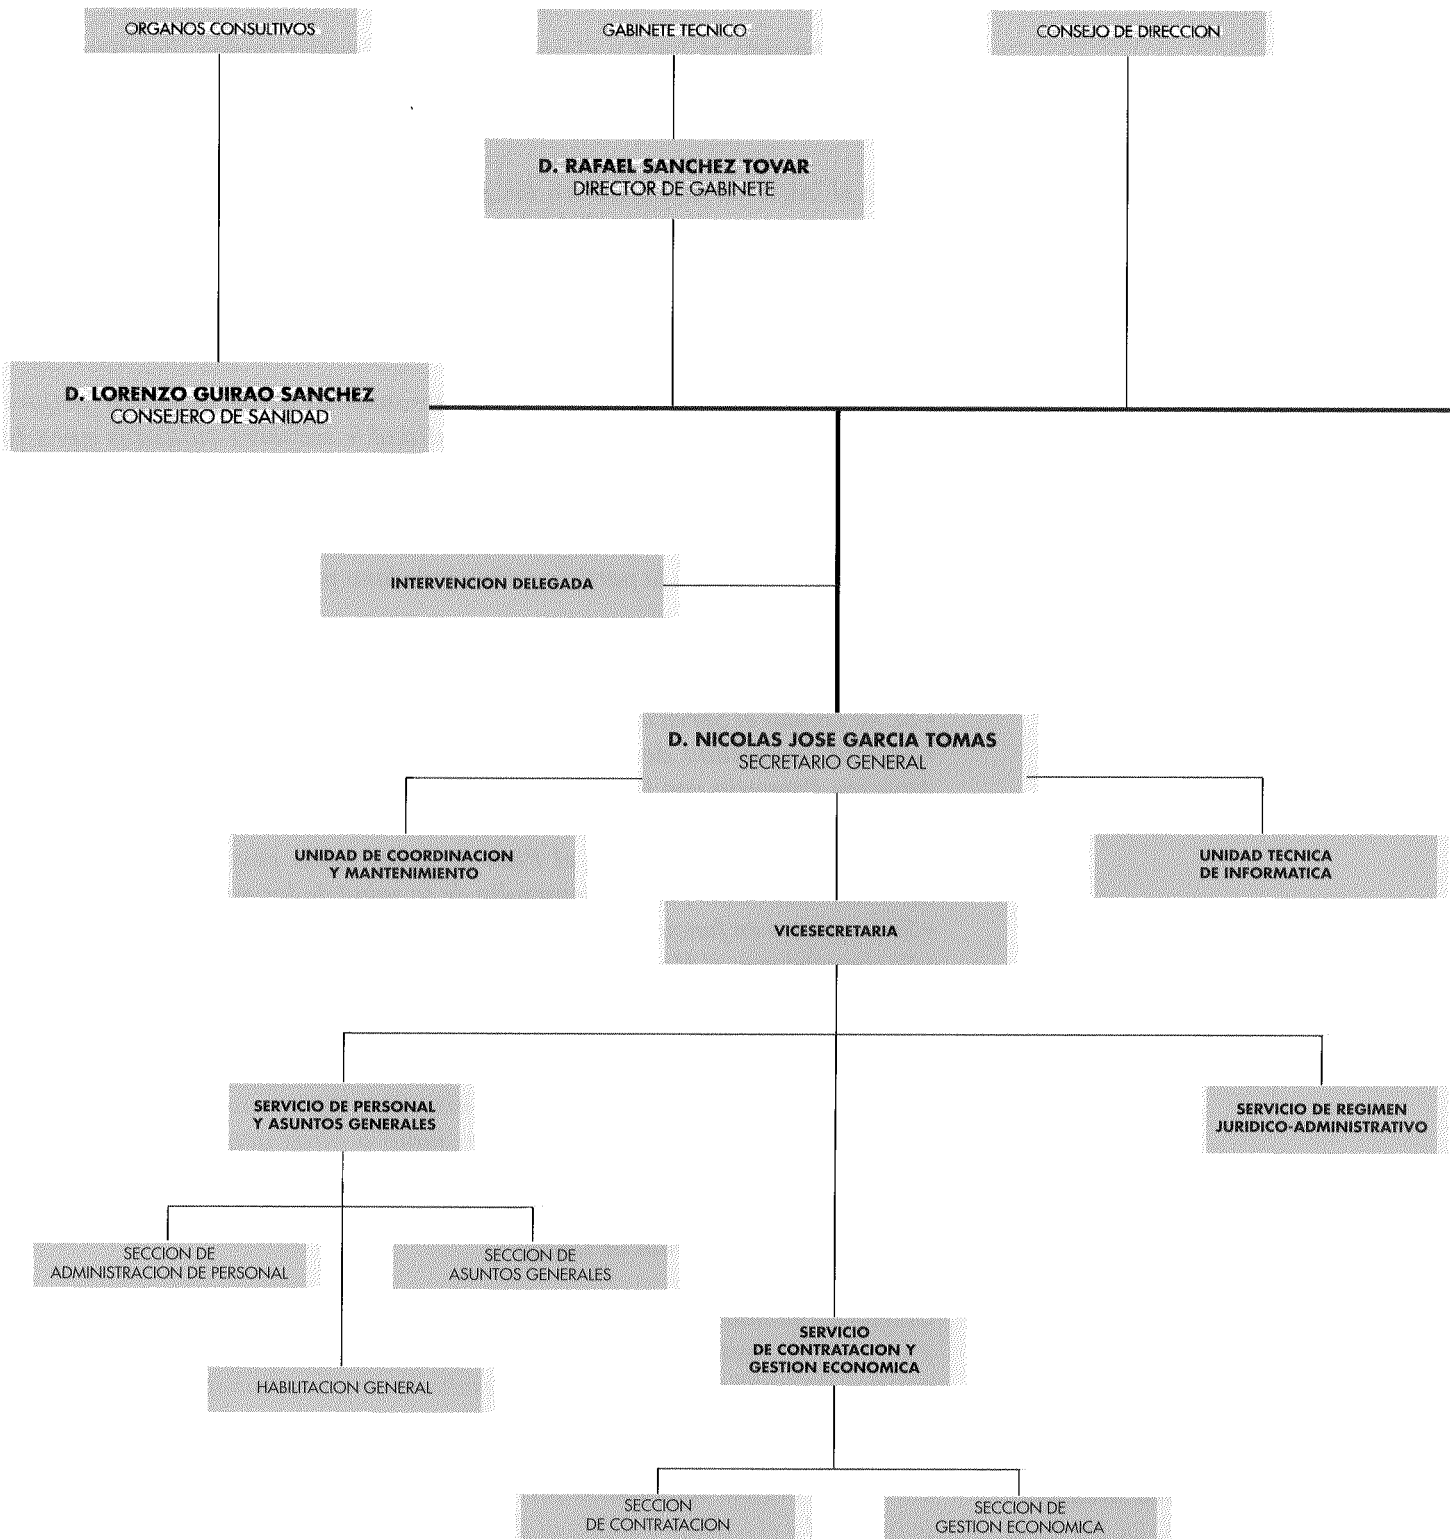 ORGANOS CONSULTIVOS
GABINETE TECNICO
CONSEJO DE DIRECCION
D. RAFAEL SANCHEZ TOVAR
DIRECTOR DE GABINETE
D. LORENZO GUIRAO SANCHEZ
CONSEJERO DE SANIDAD
INTERVENCION DELEGADA
D. NICOLAS JOSE GARCIA TOMAS
SECRETARIO GENERAL
UNIDAD DE COORDINACION
Y MANTENIMIENTO
UNIDAD TECNICA
DE INFORMATICA
VICESECRETARIA
SERVICIO DE PERSONAL
Y ASUNTOS GENERALES
SERVICIO DE REGIMEN
JURIDICO-ADMINISTRATIVO
SECCION DE
ADMINISTRACION DE PERSONAL
SECCION DE
ASUNTOS GENERALES
SERVICIO
DE CONTRATACION Y
GESTION ECONOMICA
HABILITACION GENERAL
SECCION
DE CONTRATACION
SECCION DE
GESTION ECONOMICA